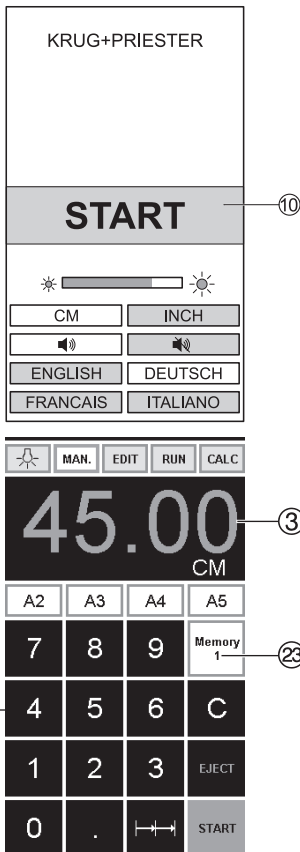 KRUG+PRIESTER
START
10
CM INCH
ENGLISH DEUTSCH
FRANCAIS ITALIANO
MAN. EDIT RUN CALC
45.00
3
CM
A2 A3 A4 A5
7 8 9 Memory
1
23
4 5 6 C
1 2 3 EJECT
0 . START